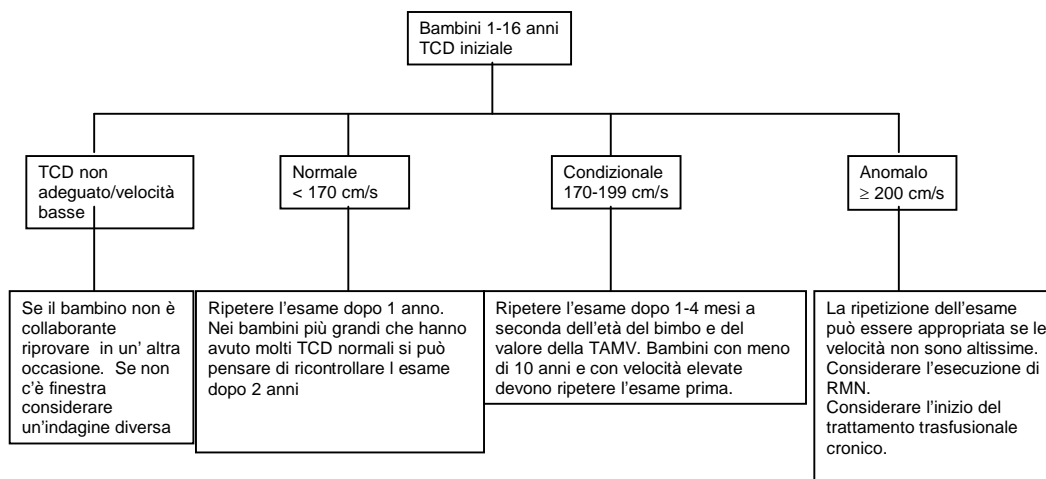 Bambini 1-16 anni
TCD iniziale
TCD non
adeguato/velocità
basse
Normale
< 170 cm/s
Condizionale
170-199 cm/s
Anomalo
≥ 200 cm/s
Se il bambino non è
collaborante
riprovare in un' altra
occasione. Se non
c'è finestra
considerare
un'indagine diversa
Ripetere l'esame dopo 1 anno.
Nei bambini più grandi che hanno
avuto molti TCD normali si può
pensare di ricontrollare l esame
dopo 2 anni
Ripetere l'esame dopo 1-4 mesi a
seconda dell'età del bimbo e del
valore della TAMV. Bambini con meno
di 10 anni e con velocità elevate
devono ripetere l'esame prima.
La ripetizione dell'esame
può essere appropriata se le
velocità non sono altissime.
Considerare l'esecuzione di
RMN.
Considerare l'inizio del
trattamento trasfusionale
cronico.